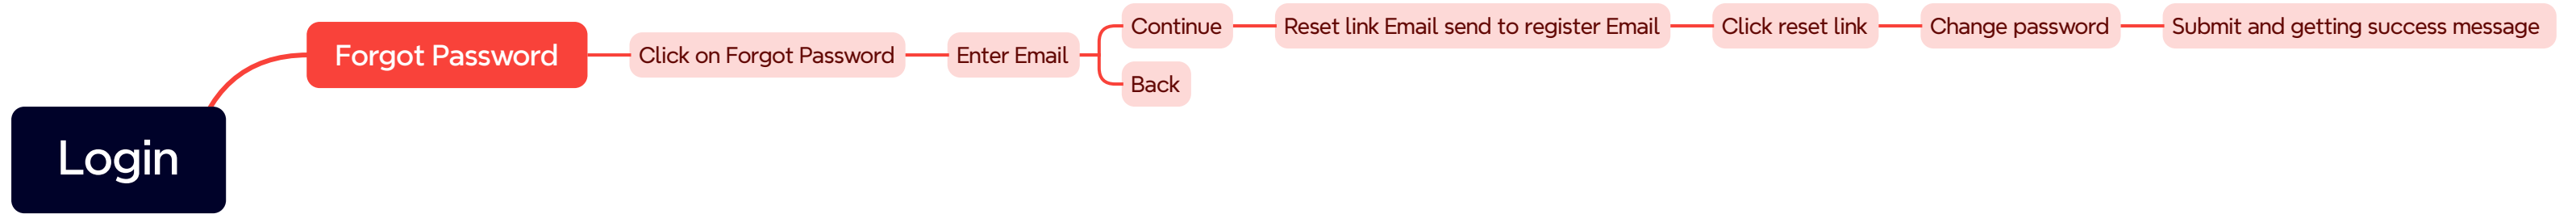 Login
Forgot Password
Click on Forgot Password
Enter Email
Continue
Reset link Email send to register Email
Click reset link
Change password
Submit and getting success message
Back